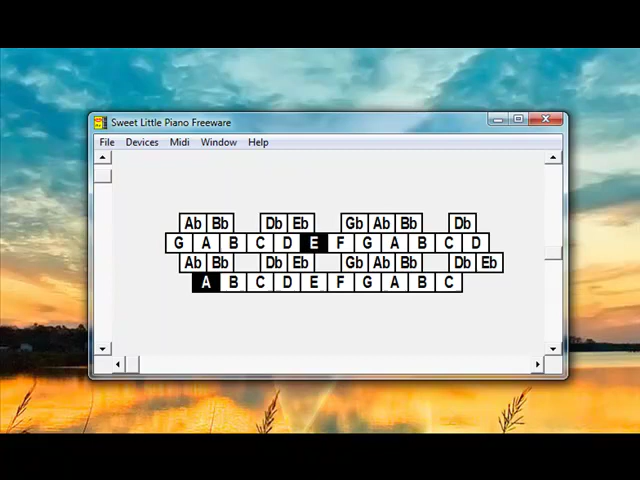 Sweet Little Piano Freeware
File Devices Midi Window Help
Ab Bb Db Eb Gb Ab Bb Db
G A B C D E F G A B C D
Ab Bb Db Eb Gb Ab Bb Db Eb
A B C D E F G A B C